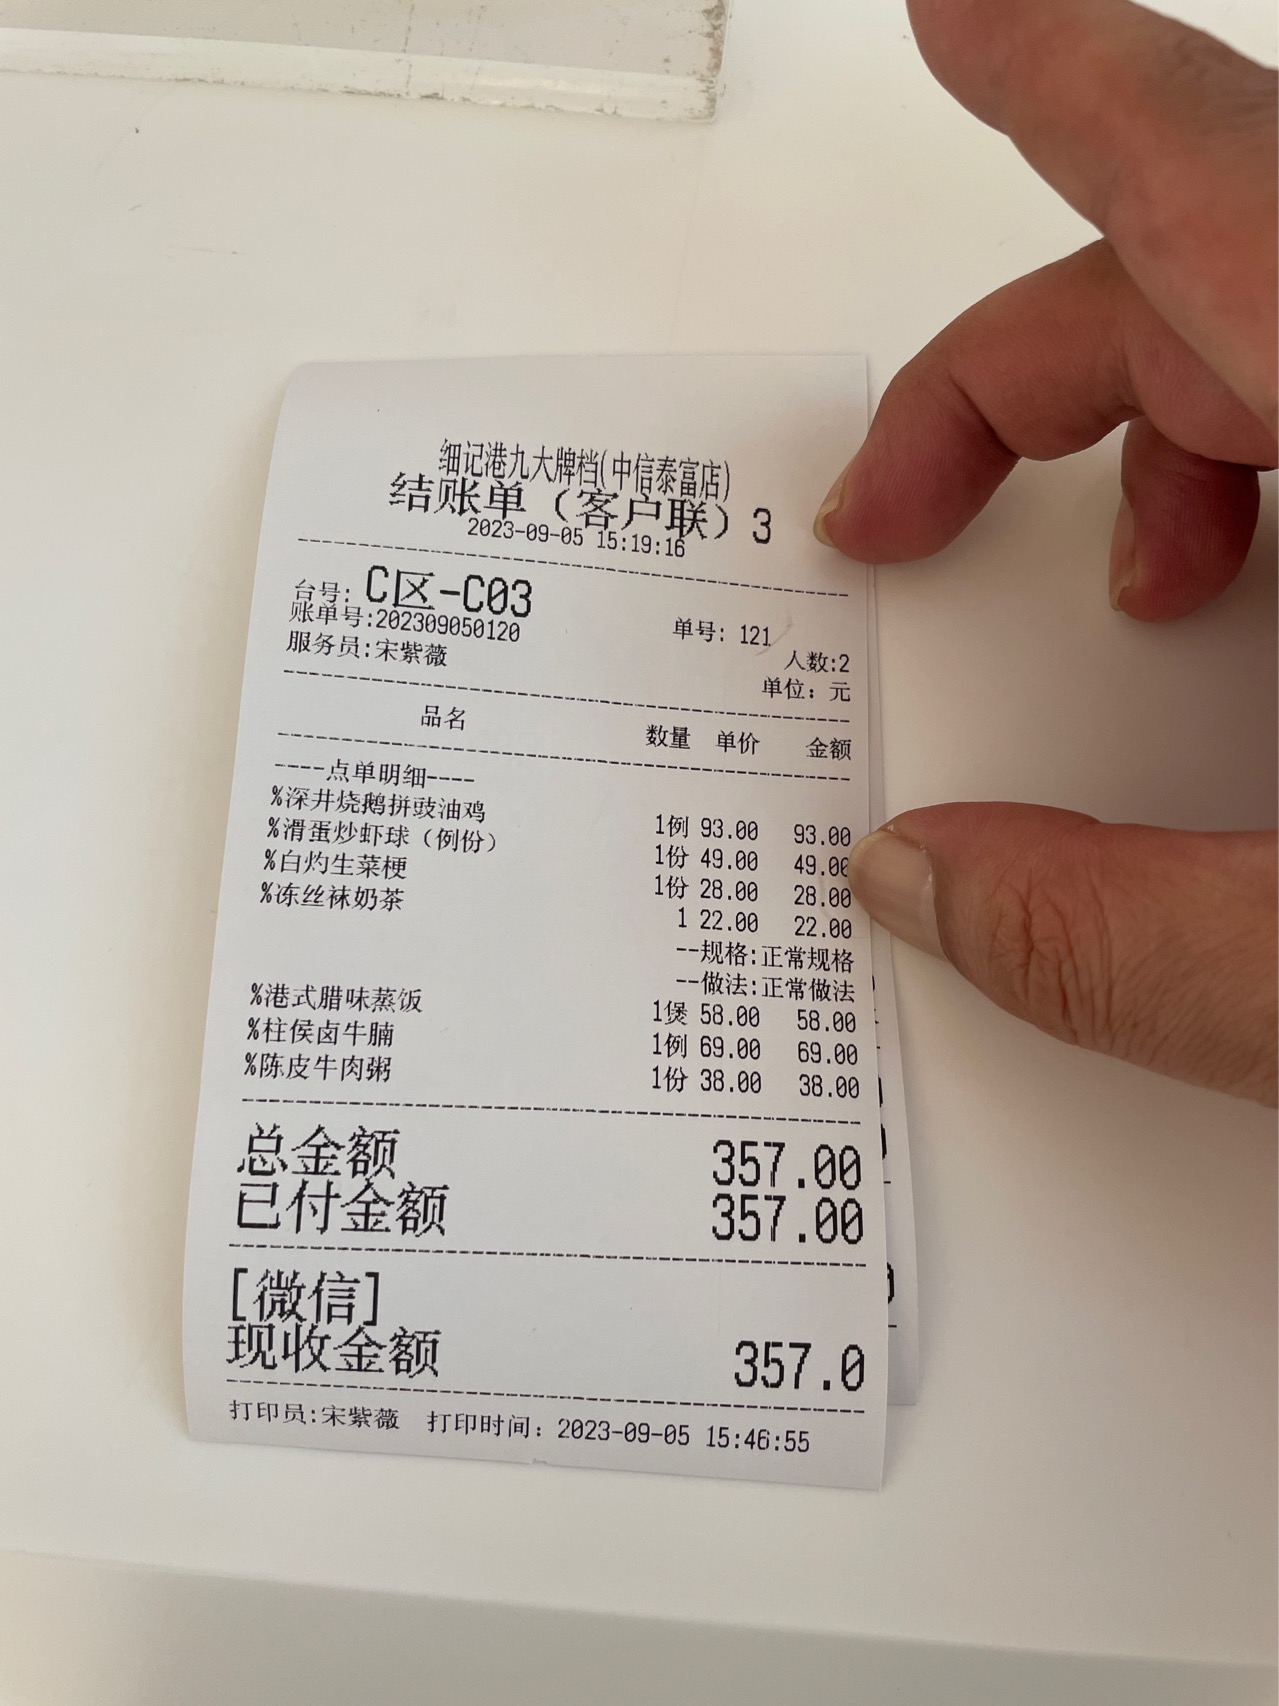 细记港九大牌档(中信泰富店)
结账单（客户联）3
2023-09-05 15:19:16
台号: C区-C03
账单号:202309050120 单号: 121
服务员:宋紫薇 人数:2
单位: 元
品名 数量 单价 金额
----点单明细----
%深井烧鹅拼豉油鸡 1例 93.00 93.00
%滑蛋炒虾球（例份） 1份 49.00 49.00
%白灼生菜梗 1份 28.00 28.00
%冻丝袜奶茶 1 22.00 22.00
--规格:正常规格
--做法:正常做法
%港式腊味蒸饭 1煲 58.00 58.00
%柱侯卤牛腩 1例 69.00 69.00
%陈皮牛肉粥 1份 38.00 38.00
总金额 357.00
已付金额 357.00
[微信]
现收金额 357.0
打印员:宋紫薇 打印时间: 2023-09-05 15:46:55